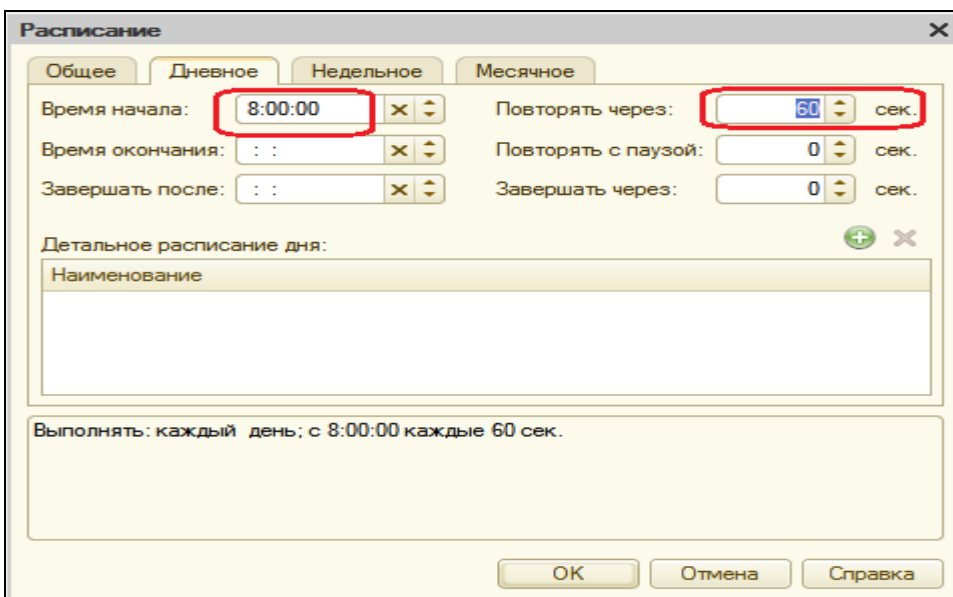 Расписание
Общее Дневное Недельное Месячное
Время начала: 8:00:00 Повторять через: 60 сек.
Время окончания: : : Повторять с паузой: 0 сек.
Завершать после: : : Завершать через: 0 сек.
Детальное расписание дня:
Наименование
Выполнять: каждый день; с 8:00:00 каждые 60 сек.
OK Отмена Справка